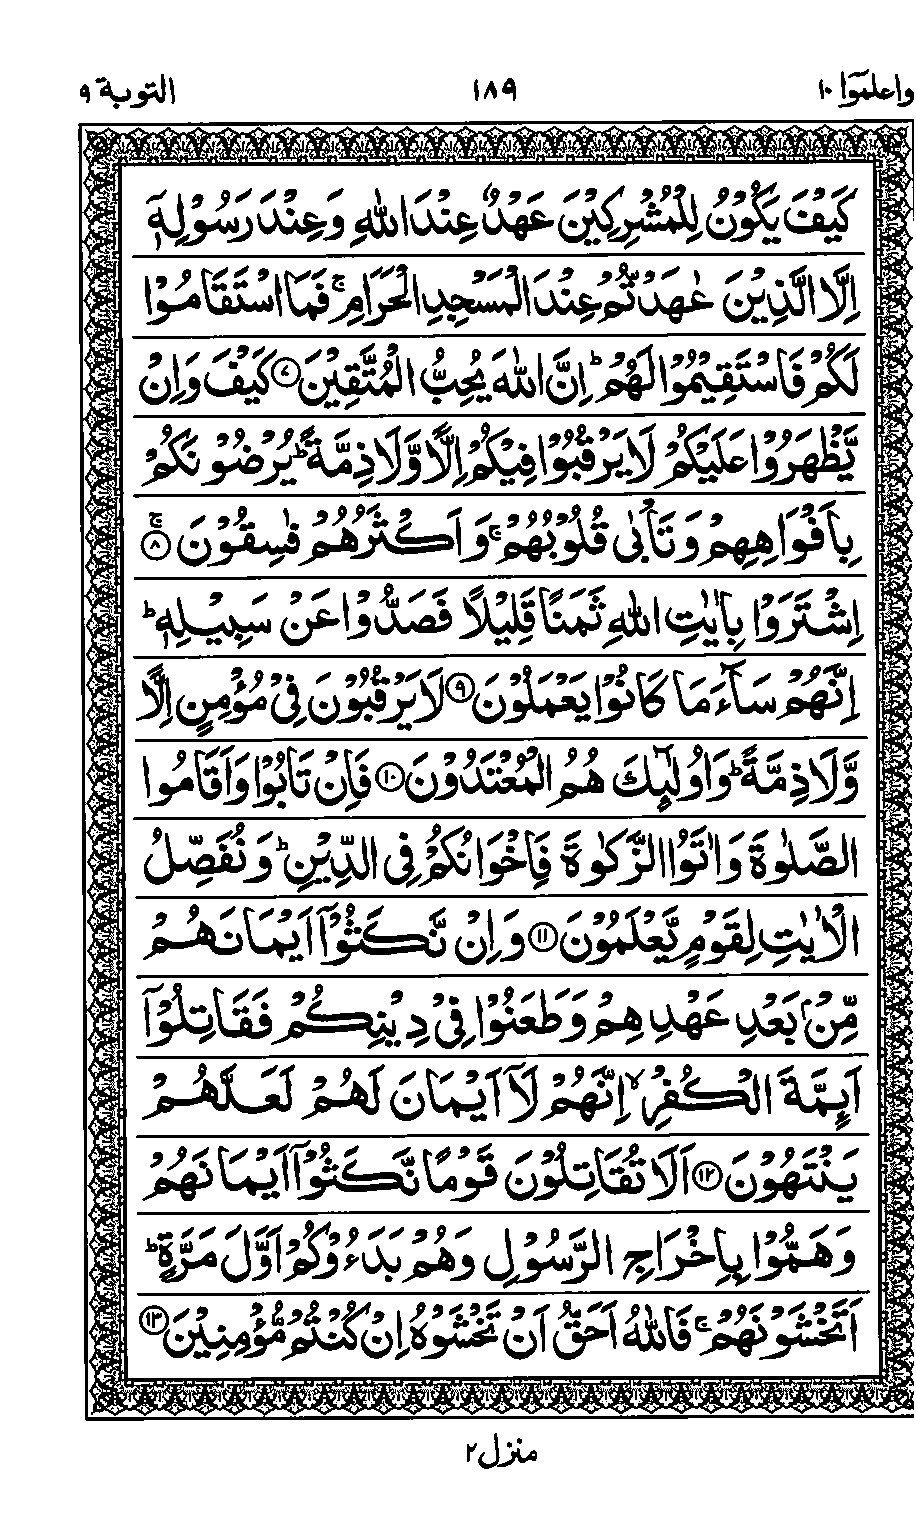 واعلموٓا ١٠
١٨٩
التوبة ٩
كَيْفَ يَكُوْنُ لِلْمُشْرِكِيْنَ عَهْدٌ عِنْدَ اللّٰهِ وَعِنْدَ رَسُوْلِهٖۤ
اِلَّا الَّذِيْنَ عٰهَدْتُّمْ عِنْدَ الْمَسْجِدِ الْحَرَامِ ۚ فَمَا اسْتَقَامُوْا
لَكُمْ فَاسْتَقِيْمُوْا لَهُمْ ؕ اِنَّ اللّٰهَ يُحِبُّ الْمُتَّقِيْنَ ۝٧ كَيْفَ وَاِنْ
يَّظْهَرُوْا عَلَيْكُمْ لَا يَرْقُبُوْا فِيْكُمْ اِلًّا وَّلَا ذِمَّةً ؕ يُرْضُوْنَكُمْ
بِاَفْوَاهِهِمْ وَتَاْبٰى قُلُوْبُهُمْ ۚ وَاَكْثَرُهُمْ فٰسِقُوْنَ ۝٨ۚ
اِشْتَرَوْا بِاٰيٰتِ اللّٰهِ ثَمَنًا قَلِيْلًا فَصَدُّوْا عَنْ سَبِيْلِهٖ ؕ
اِنَّهُمْ سَآءَ مَا كَانُوْا يَعْمَلُوْنَ ۝٩ لَا يَرْقُبُوْنَ فِيْ مُؤْمِنٍ اِلًّا
وَّلَا ذِمَّةً ؕ وَاُولٰٓئِكَ هُمُ الْمُعْتَدُوْنَ ۝١٠ فَاِنْ تَابُوْا وَاَقَامُوا
الصَّلٰوةَ وَاٰتَوُا الزَّكٰوةَ فَاِخْوَانُكُمْ فِي الدِّيْنِ ؕ وَنُفَصِّلُ
الْاٰيٰتِ لِقَوْمٍ يَّعْلَمُوْنَ ۝١١ وَاِنْ نَّكَثُوْۤا اَيْمَانَهُمْ
مِّنْۢ بَعْدِ عَهْدِهِمْ وَطَعَنُوْا فِيْ دِيْنِكُمْ فَقَاتِلُوْۤا
اَئِمَّةَ الْكُفْرِ ۙ اِنَّهُمْ لَاۤ اَيْمَانَ لَهُمْ لَعَلَّهُمْ
يَنْتَهُوْنَ ۝١٢ اَلَا تُقَاتِلُوْنَ قَوْمًا نَّكَثُوْۤا اَيْمَانَهُمْ
وَهَمُّوْا بِاِخْرَاجِ الرَّسُوْلِ وَهُمْ بَدَءُوْكُمْ اَوَّلَ مَرَّةٍ ؕ
اَتَخْشَوْنَهُمْ ۚ فَاللّٰهُ اَحَقُّ اَنْ تَخْشَوْهُ اِنْ كُنْتُمْ مُّؤْمِنِيْنَ ۝١٣
منزل ٢